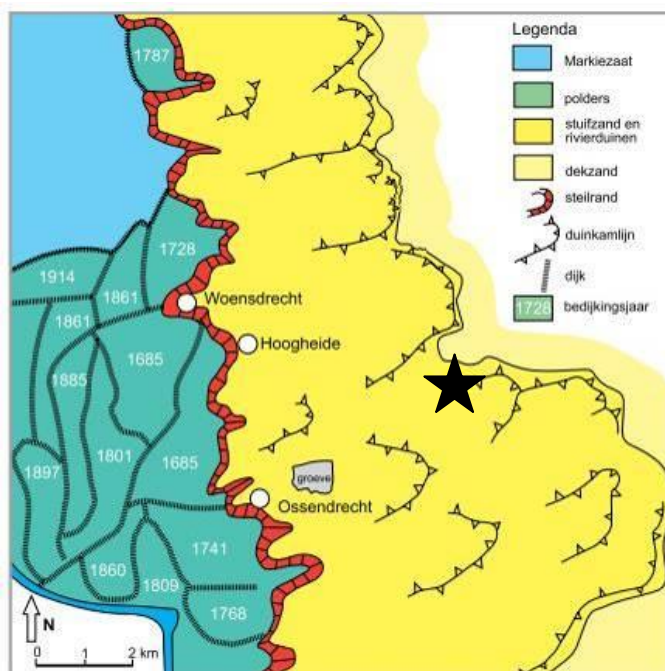 Legenda
Markiezaat
polders
stuifzand en
rivierduinen
dekzand
steilrand
duinkamlijn
dijk
1728 bedijkingsjaar
1787
1728
1914
1861
1861
Woensdrecht
Hoogheide
1685
1885
1801
1685
1897
groeve
Ossendrecht
1741
1860
1809
1768
N
0 1 2 km